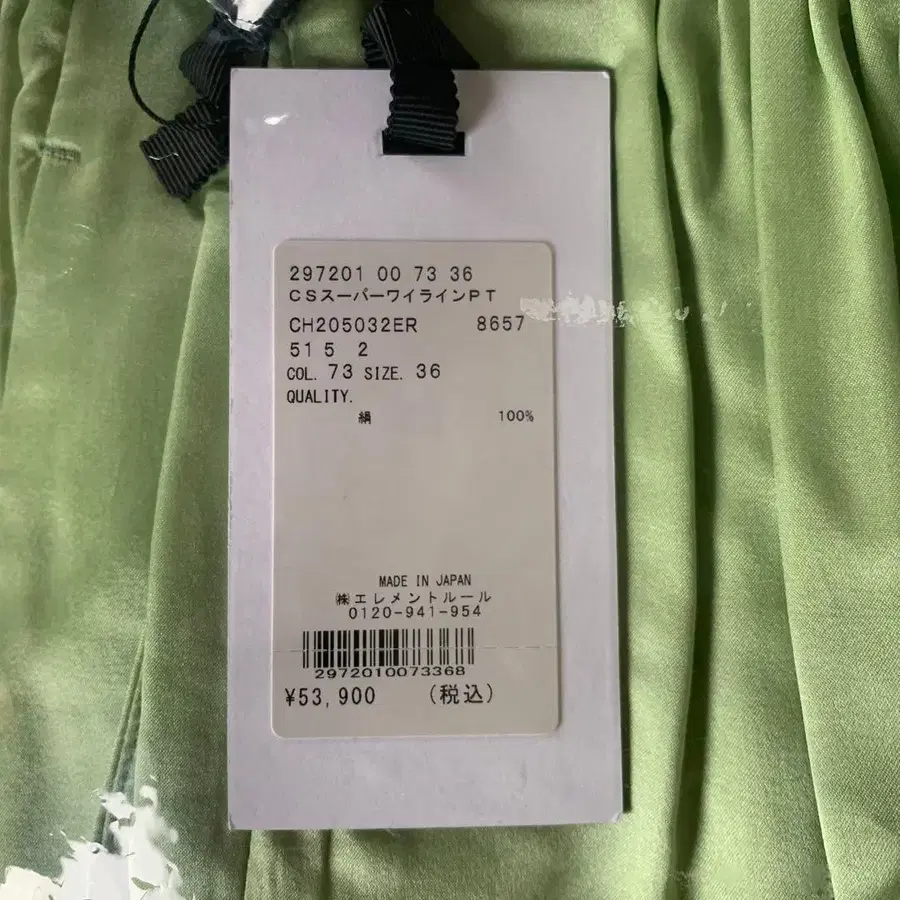 297201 00 73 36
CSスーパーワイラインPT
CH205032ER 8657
51 5 2
COL. 73 SIZE. 36
QUALITY.
絹 100%
MADE IN JAPAN
㈱エレメントルール
0120-941-954
2972010073368
¥53,900 (税込)